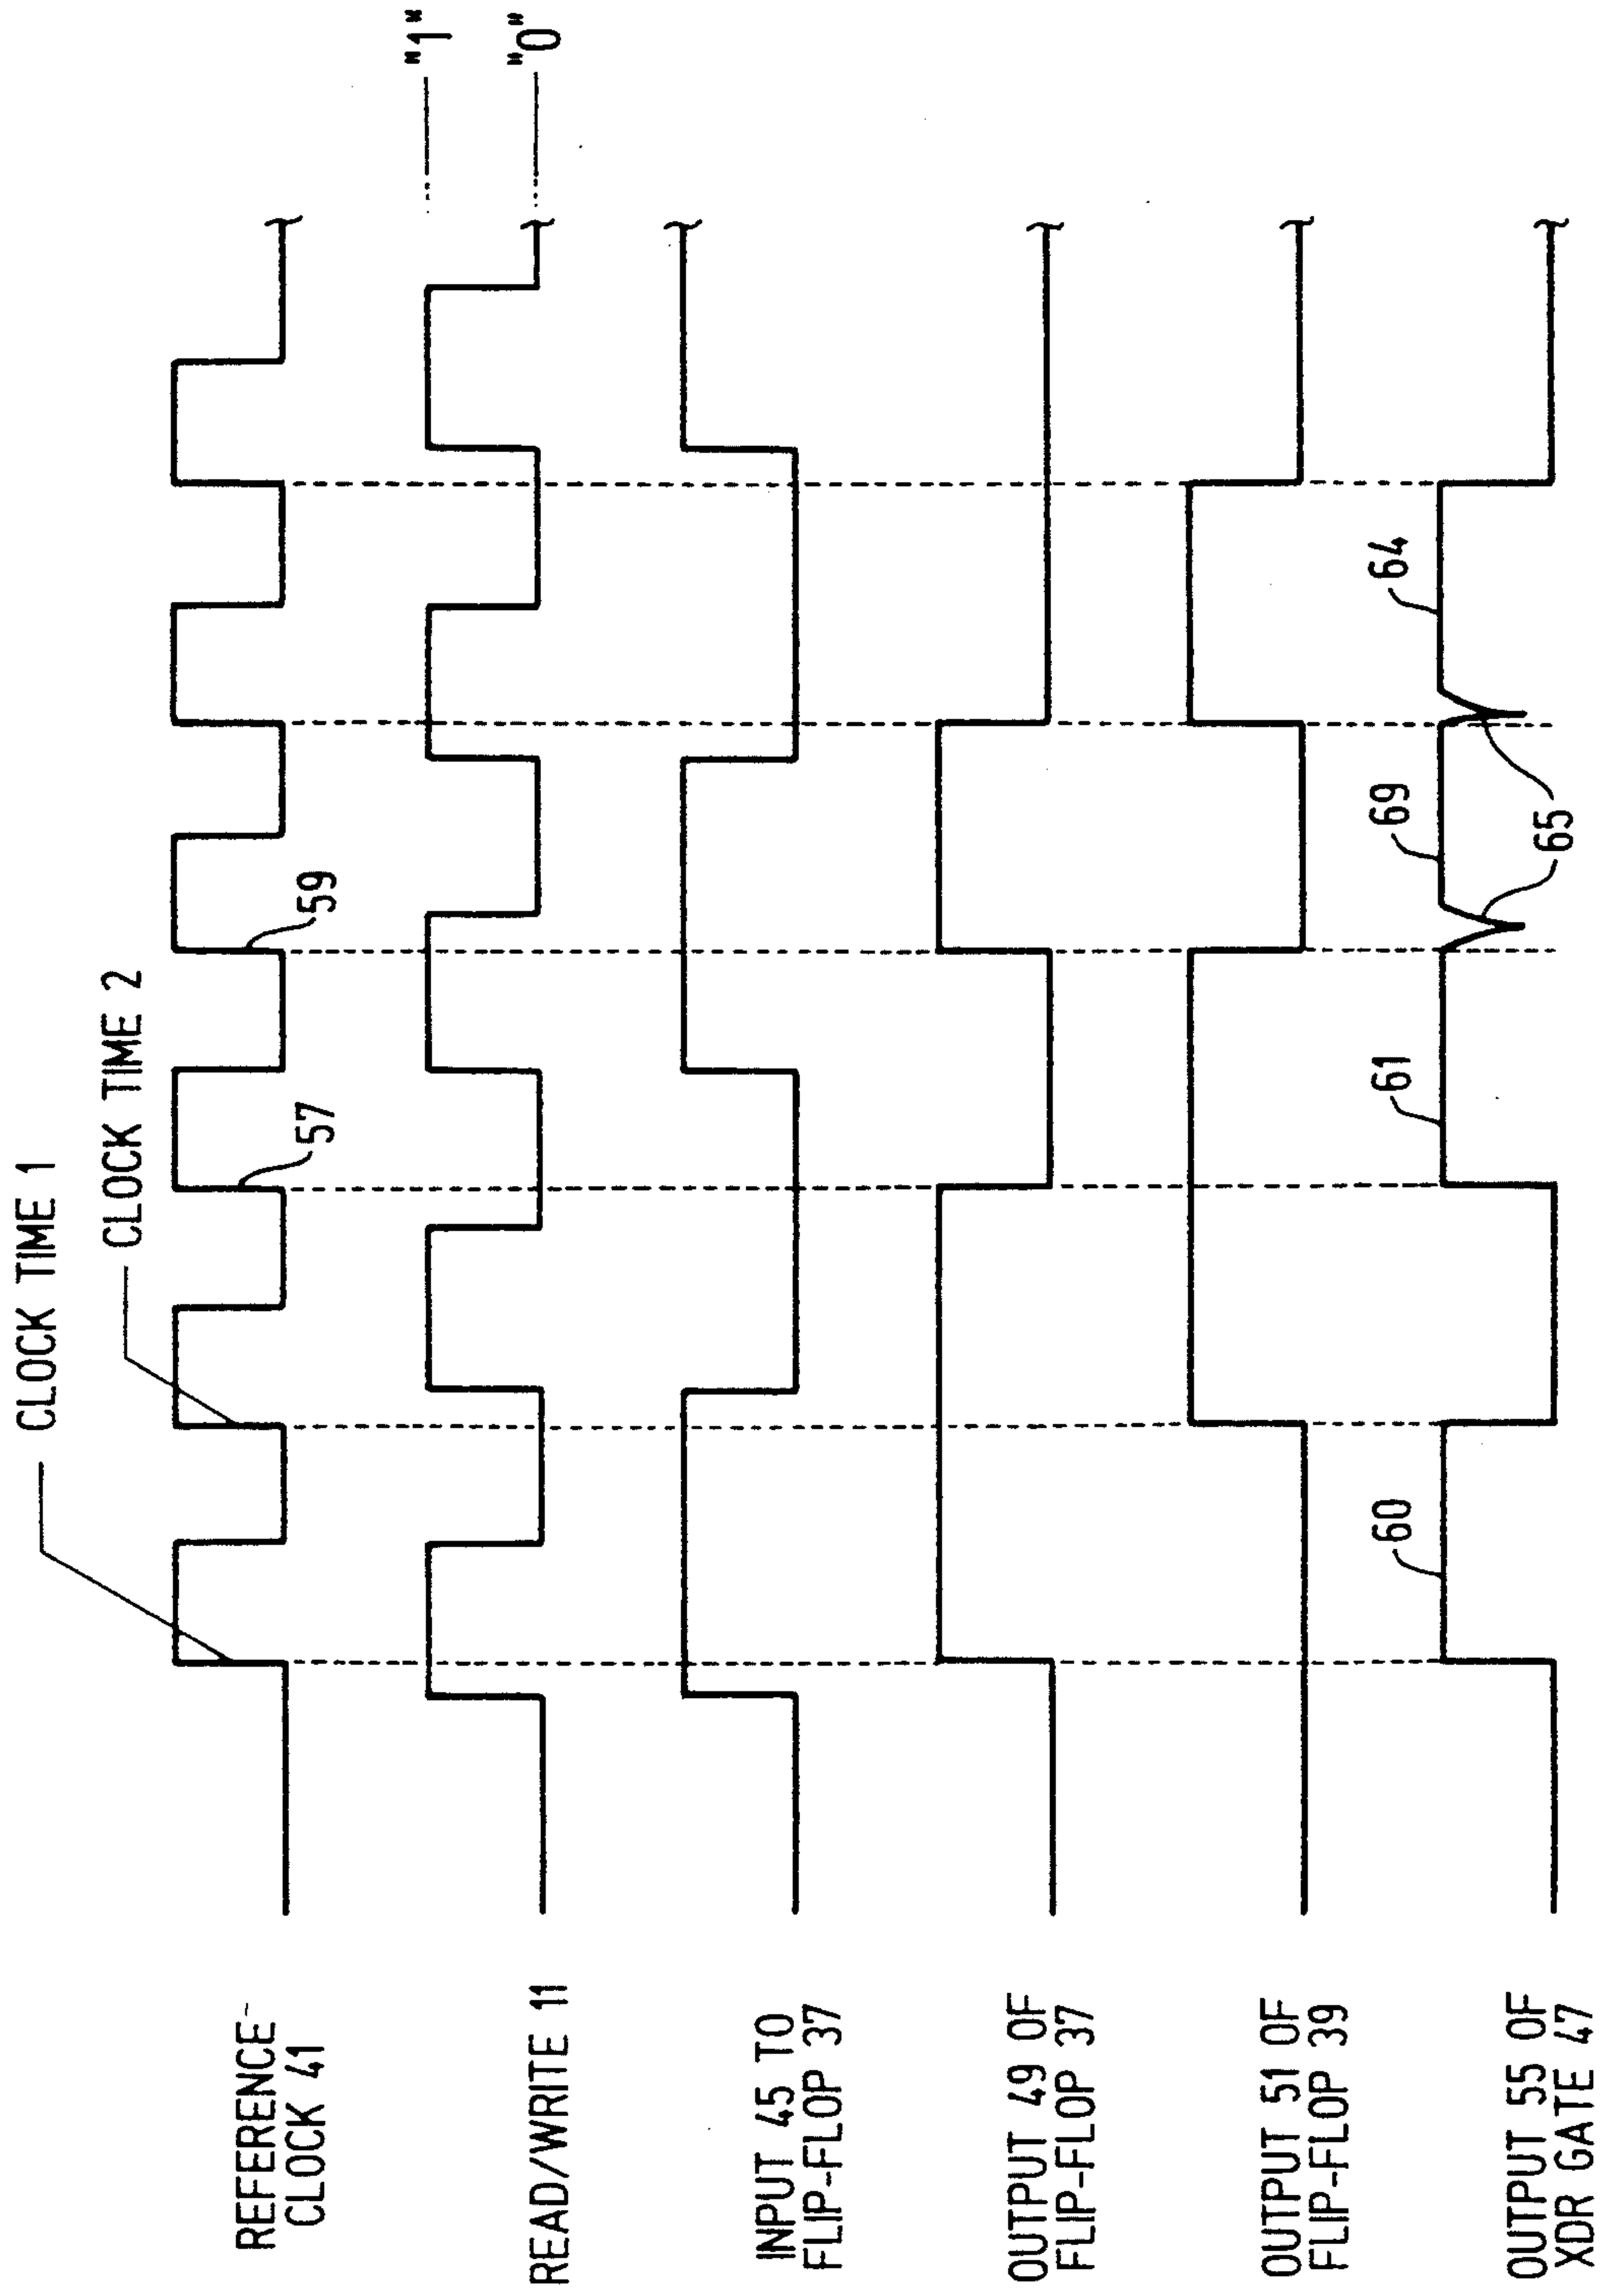 CLOCK TIME 1
CLOCK TIME 2
REFERENCE
CLOCK 41
57
59
READ/WRITE 11
"1"
"0"
INPUT 45 TO
FLIP-FLOP 37
OUTPUT 49 OF
FLIP-FLOP 37
OUTPUT 51 OF
FLIP-FLOP 39
OUTPUT 55 OF
XDR GATE 47
60
61
69
64
65